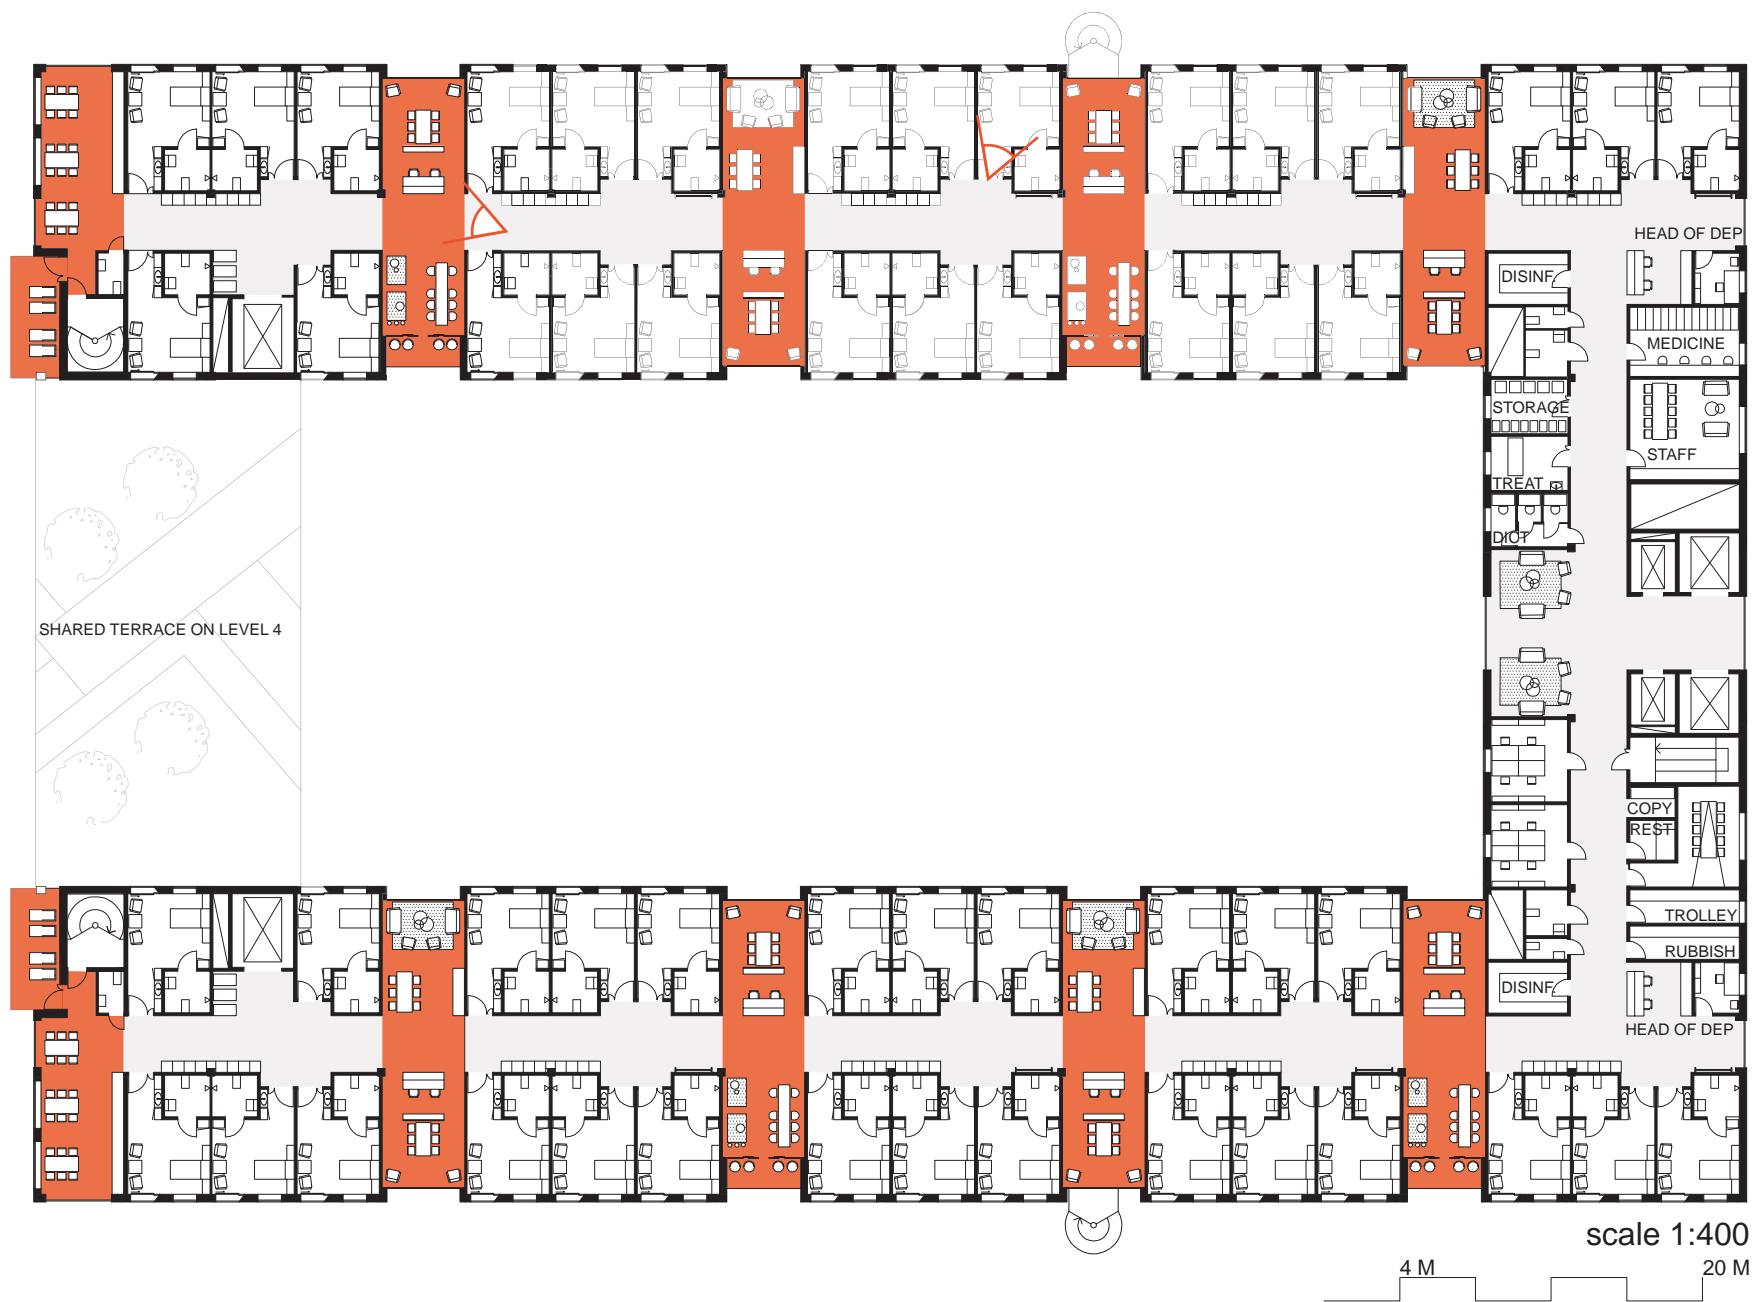 HEAD OF DEP
DISINF
MEDICINE
STORAGE
STAFF
TREAT
DICT
SHARED TERRACE ON LEVEL 4
COPY
REST
TROLLEY
RUBBISH
DISINF
HEAD OF DEP
scale 1:400
4 M 20 M